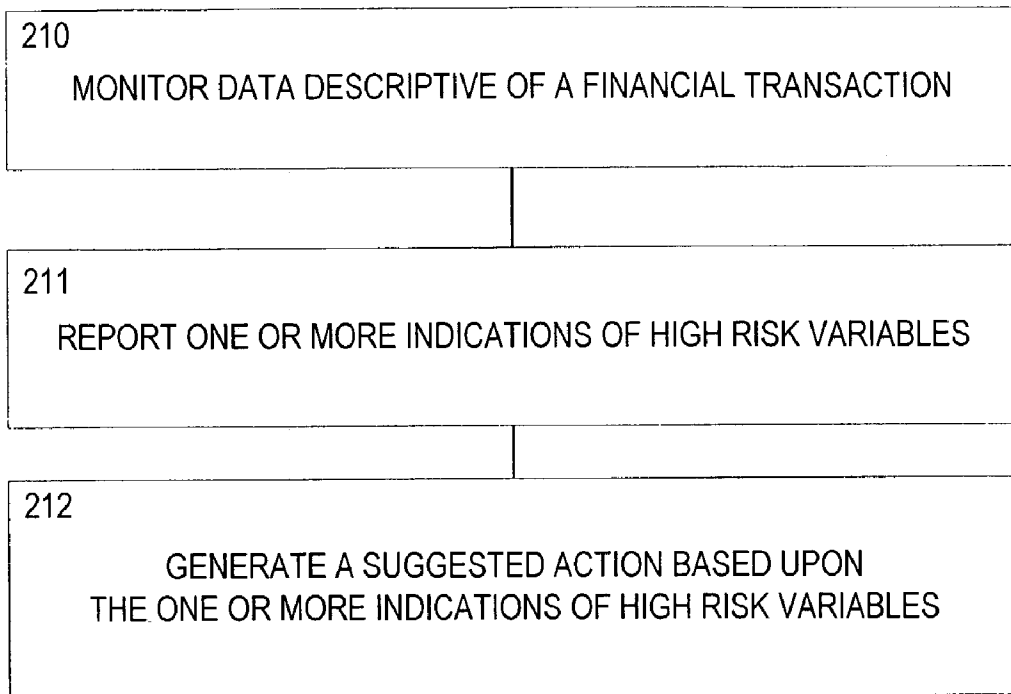 210
MONITOR DATA DESCRIPTIVE OF A FINANCIAL TRANSACTION
211
REPORT ONE OR MORE INDICATIONS OF HIGH RISK VARIABLES
212
GENERATE A SUGGESTED ACTION BASED UPON
THE ONE OR MORE INDICATIONS OF HIGH RISK VARIABLES